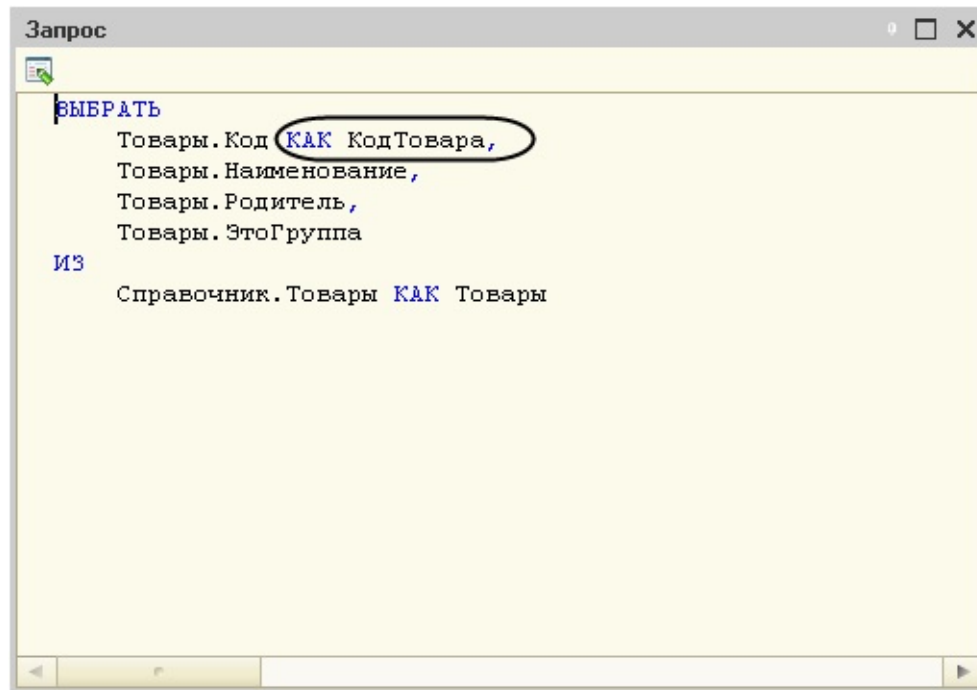 Запрос
ВЫБРАТЬ
Товары.Код КАК КодТовара,
Товары.Наименование,
Товары.Родитель,
Товары.ЭтоГруппа
ИЗ
Справочник.Товары КАК Товары